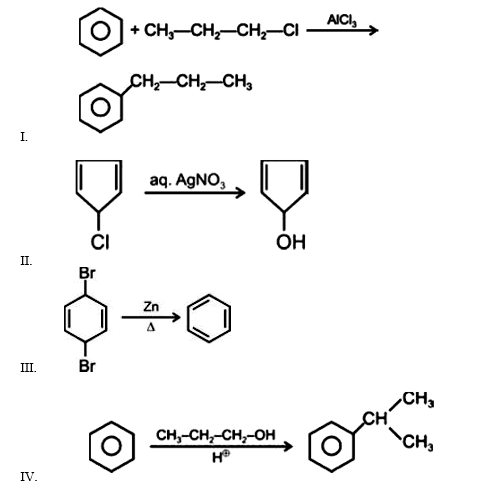 + CH₃—CH₂—CH₂—Cl AlCl₃
CH₂—CH₂—CH₃
I.
aq. AgNO₃
Cl OH
II.
Br
Zn
Δ
III. Br
CH₃
CH₃–CH₂–CH₂–OH CH
H⊕ CH₃
IV.